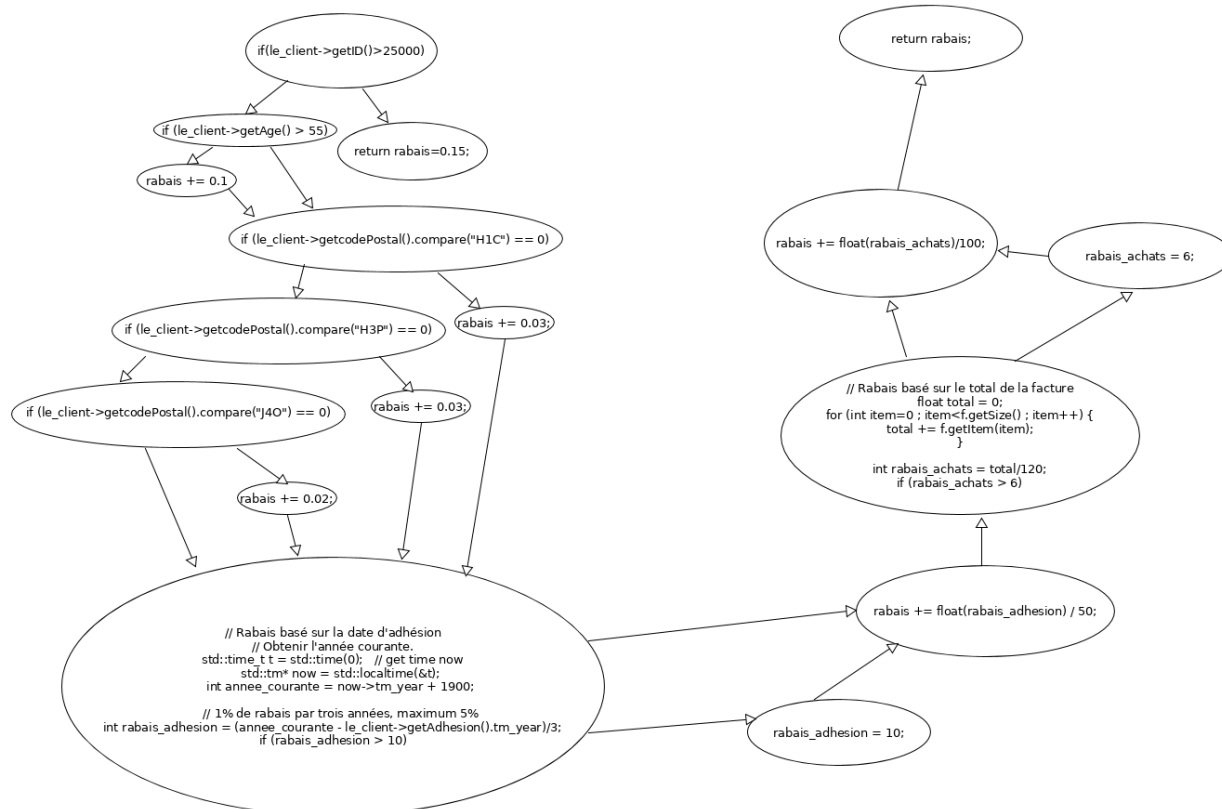 if(le_client->getID()>25000)
if (le_client->getAge() > 55)
return rabais=0.15;
rabais += 0.1
if (le_client->getcodePostal().compare("H1C") == 0)
if (le_client->getcodePostal().compare("H3P") == 0)
rabais += 0.03;
if (le_client->getcodePostal().compare("J4O") == 0)
rabais += 0.03;
rabais += 0.02;
// Rabais basé sur la date d'adhésion
// Obtenir l'année courante.
std::time_t t = std::time(0);   // get time now
std::tm* now = std::localtime(&t);
int annee_courante = now->tm_year + 1900;
// 1% de rabais par trois années, maximum 5%
int rabais_adhesion = (annee_courante - le_client->getAdhesion().tm_year)/3;
if (rabais_adhesion > 10)
rabais_adhesion = 10;
rabais += float(rabais_adhesion) / 50;
// Rabais basé sur le total de la facture
float total = 0;
for (int item=0 ; item<f.getSize() ; item++) {
total += f.getItem(item);
}
int rabais_achats = total/120;
if (rabais_achats > 6)
rabais_achats = 6;
rabais += float(rabais_achats)/100;
return rabais;